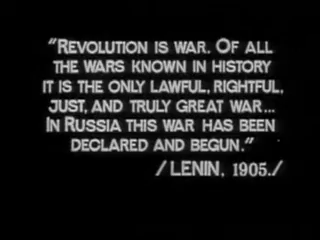 "REVOLUTION IS WAR. OF ALL
THE WARS KNOWN IN HISTORY
IT IS THE ONLY LAWFUL, RIGHTFUL,
JUST, AND TRULY GREAT WAR...
IN RUSSIA THIS WAR HAS BEEN
DECLARED AND BEGUN."
/LENIN, 1905./